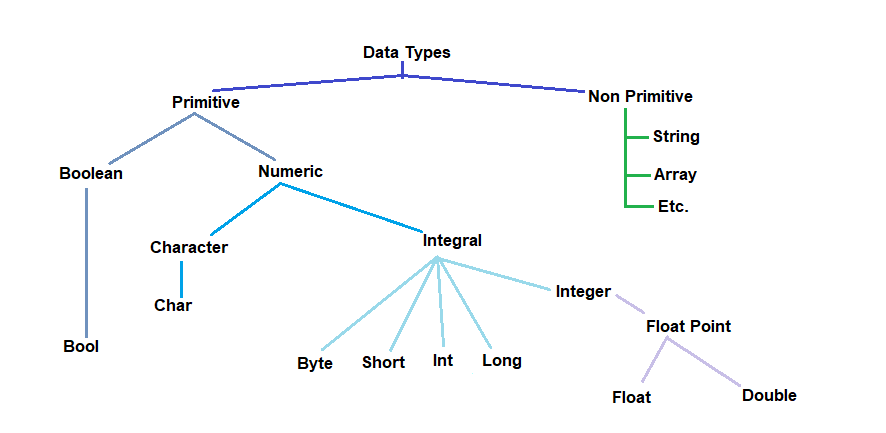 Data Types
Primitive
Non Primitive
String
Array
Etc.
Boolean
Numeric
Character
Integral
Char
Integer
Bool
Byte
Short
Int
Long
Float Point
Float
Double